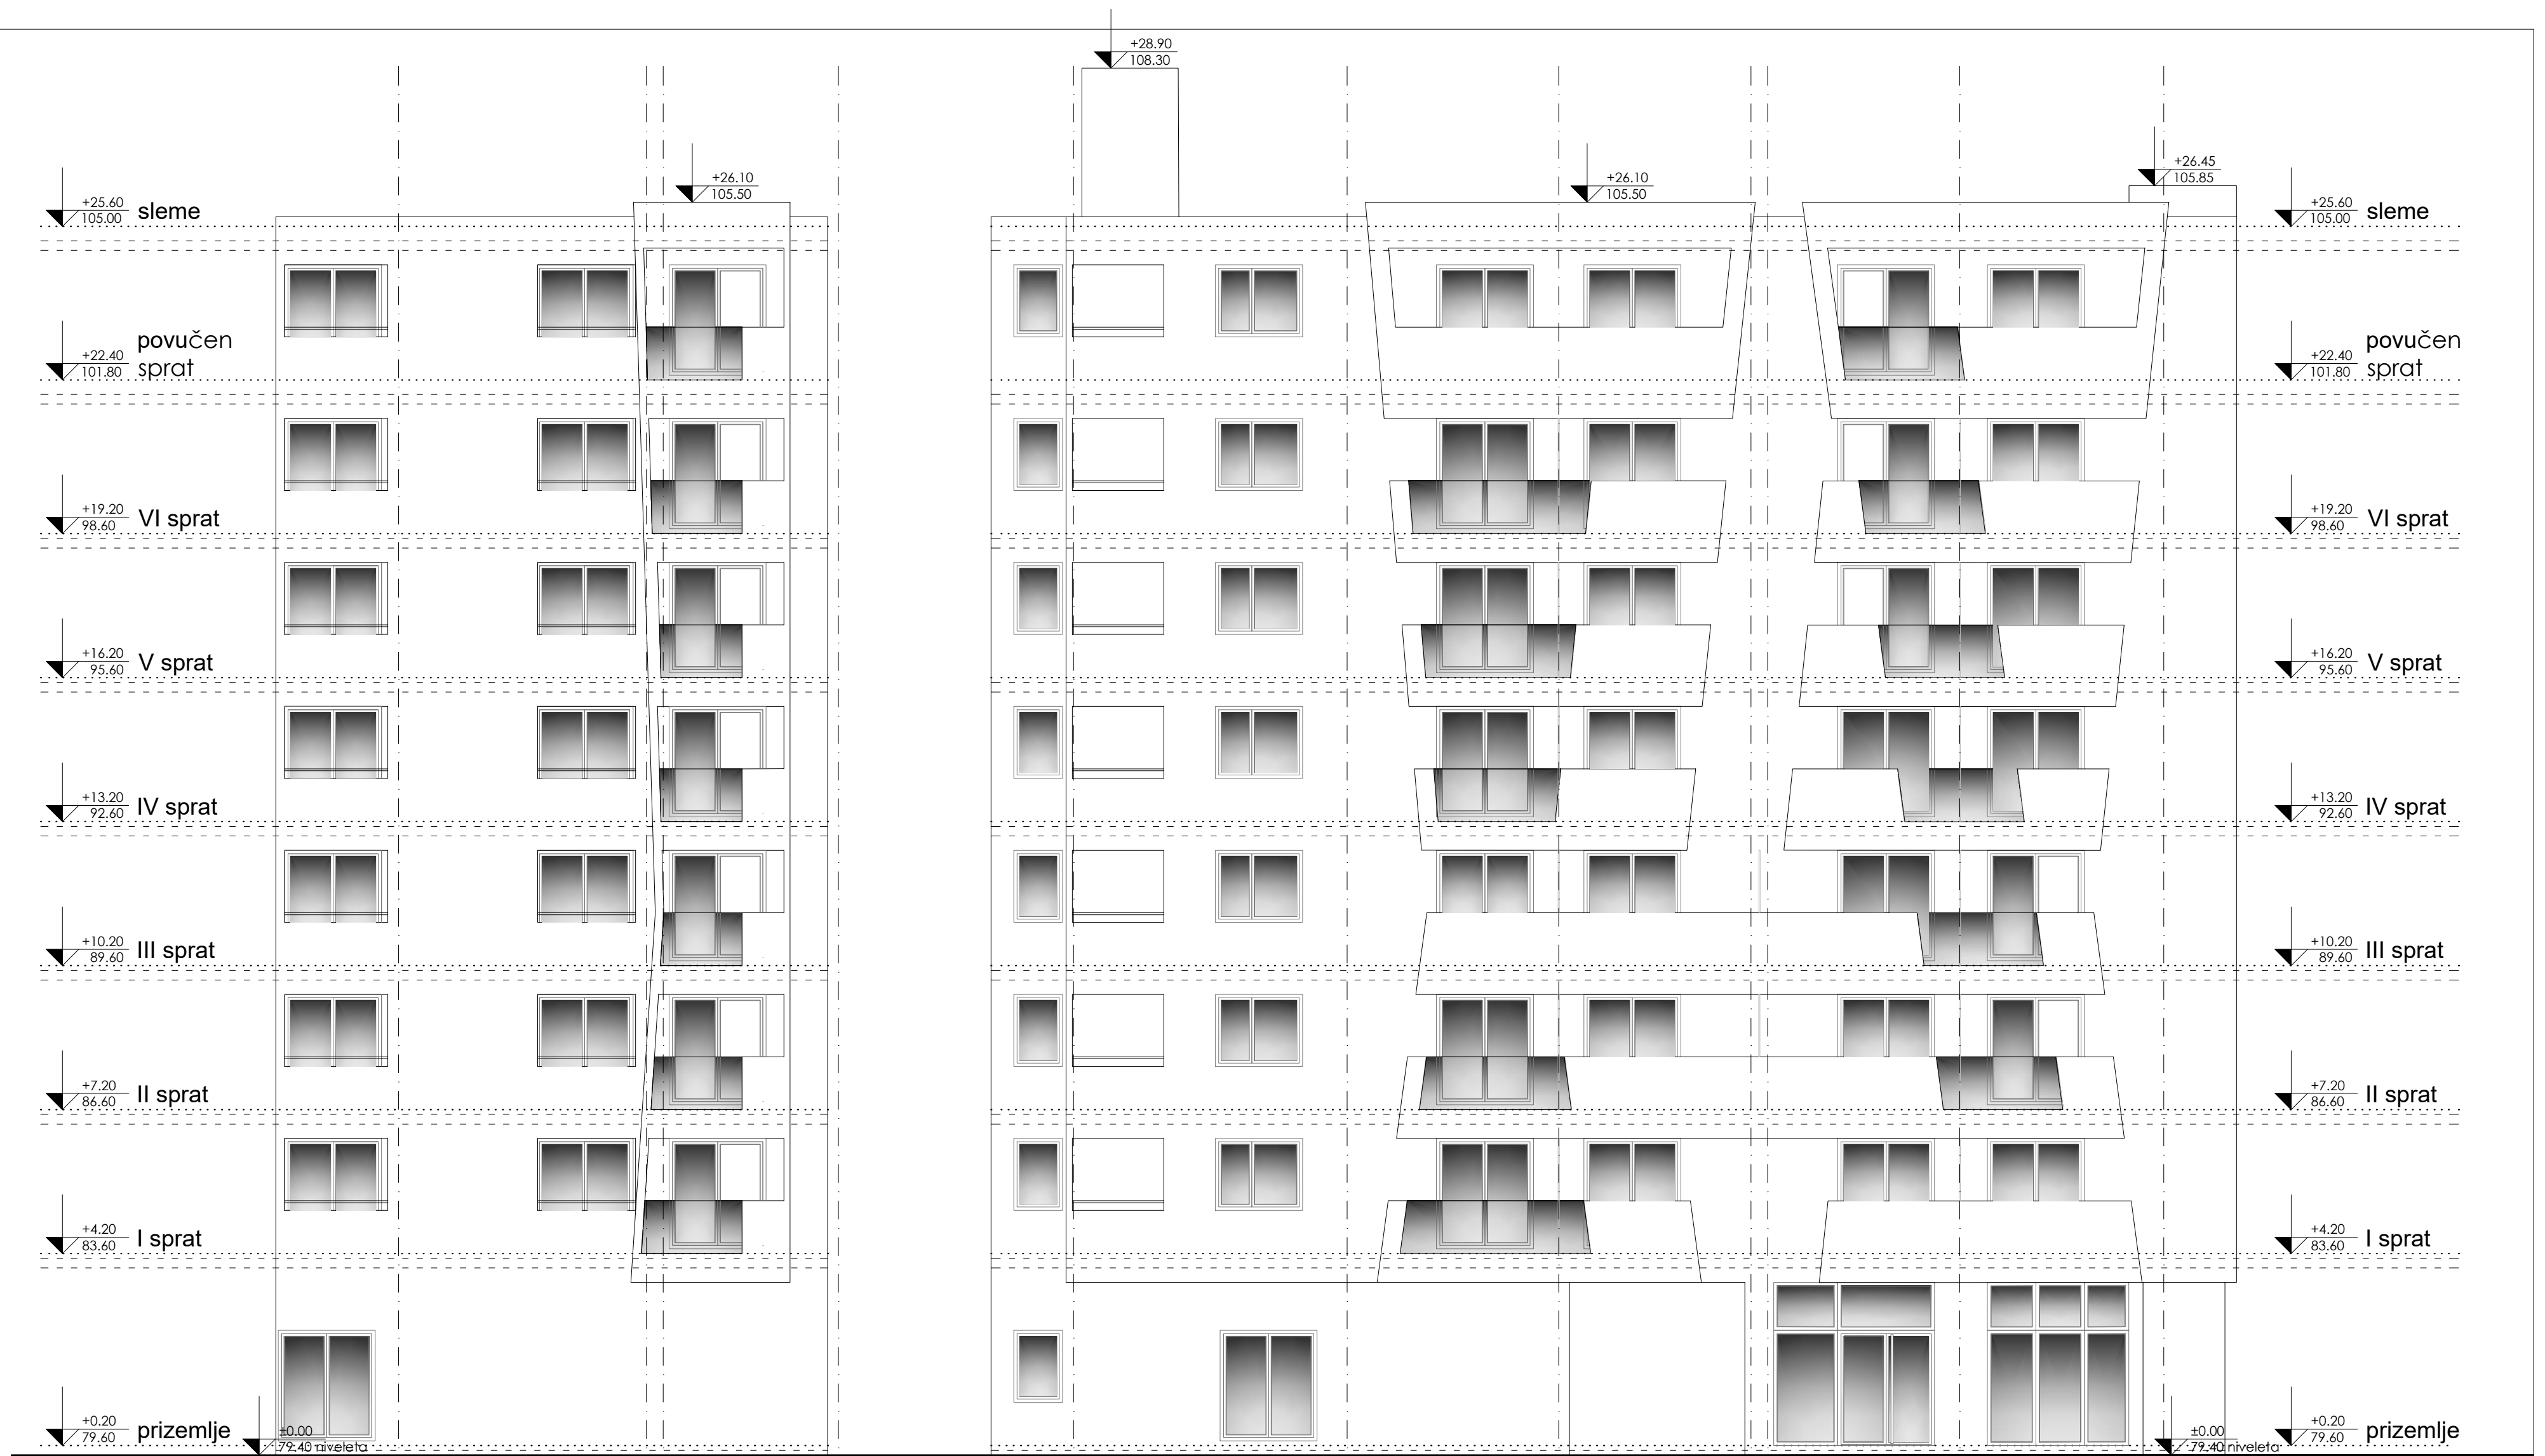 +28.90
108.30
+26.10
105.50
+26.10
105.50
+26.45
105.85
+25.60
105.00 sleme
+25.60
105.00 sleme
povučen
+22.40
101.80 sprat
povučen
+22.40
101.80 sprat
+19.20
98.60 VI sprat
+19.20
98.60 VI sprat
+16.20
95.60 V sprat
+16.20
95.60 V sprat
+13.20
92.60 IV sprat
+13.20
92.60 IV sprat
+10.20
89.60 III sprat
+10.20
89.60 III sprat
+7.20
86.60 II sprat
+7.20
86.60 II sprat
+4.20
83.60 I sprat
+4.20
83.60 I sprat
+0.20
79.60 prizemlje
±0.00
79.40 niveleta
±0.00
79.40 niveleta
+0.20
79.60 prizemlje